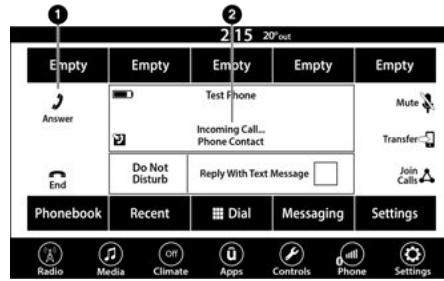 1 2
2 15 20°out
Empty Empty Empty Empty Empty
Test Phone
Mute
Answer
Incoming Call...
Phone Contact
Transfer
Do Not
Disturb
Reply With Text Message
End
Join
Calls
Phonebook Recent Dial Messaging Settings
Off û
Radio Media Climate Apps Controls Phone Settings